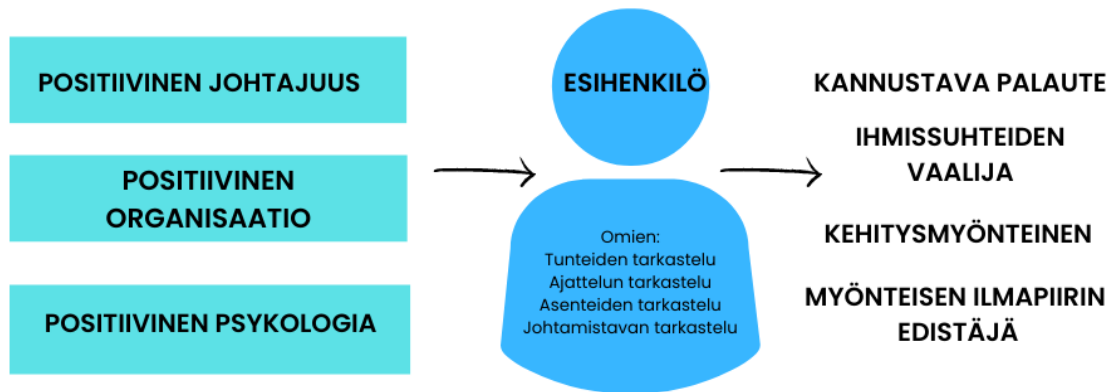 POSITIIVINEN JOHTAJUUS
POSITIIVINEN
ORGANISAATIO
POSITIIVINEN PSYKOLOGIA
ESIHENKILÖ
Omien:
Tunteiden tarkastelu
Ajattelun tarkastelu
Asenteiden tarkastelu
Johtamistavan tarkastelu
KANNUSTAVA PALAUTE
IHMISSUHTEIDEN
VAALIJA
KEHITYSMYÖNTEINEN
MYÖNTEISEN ILMAPIIRIN
EDISTÄJÄ